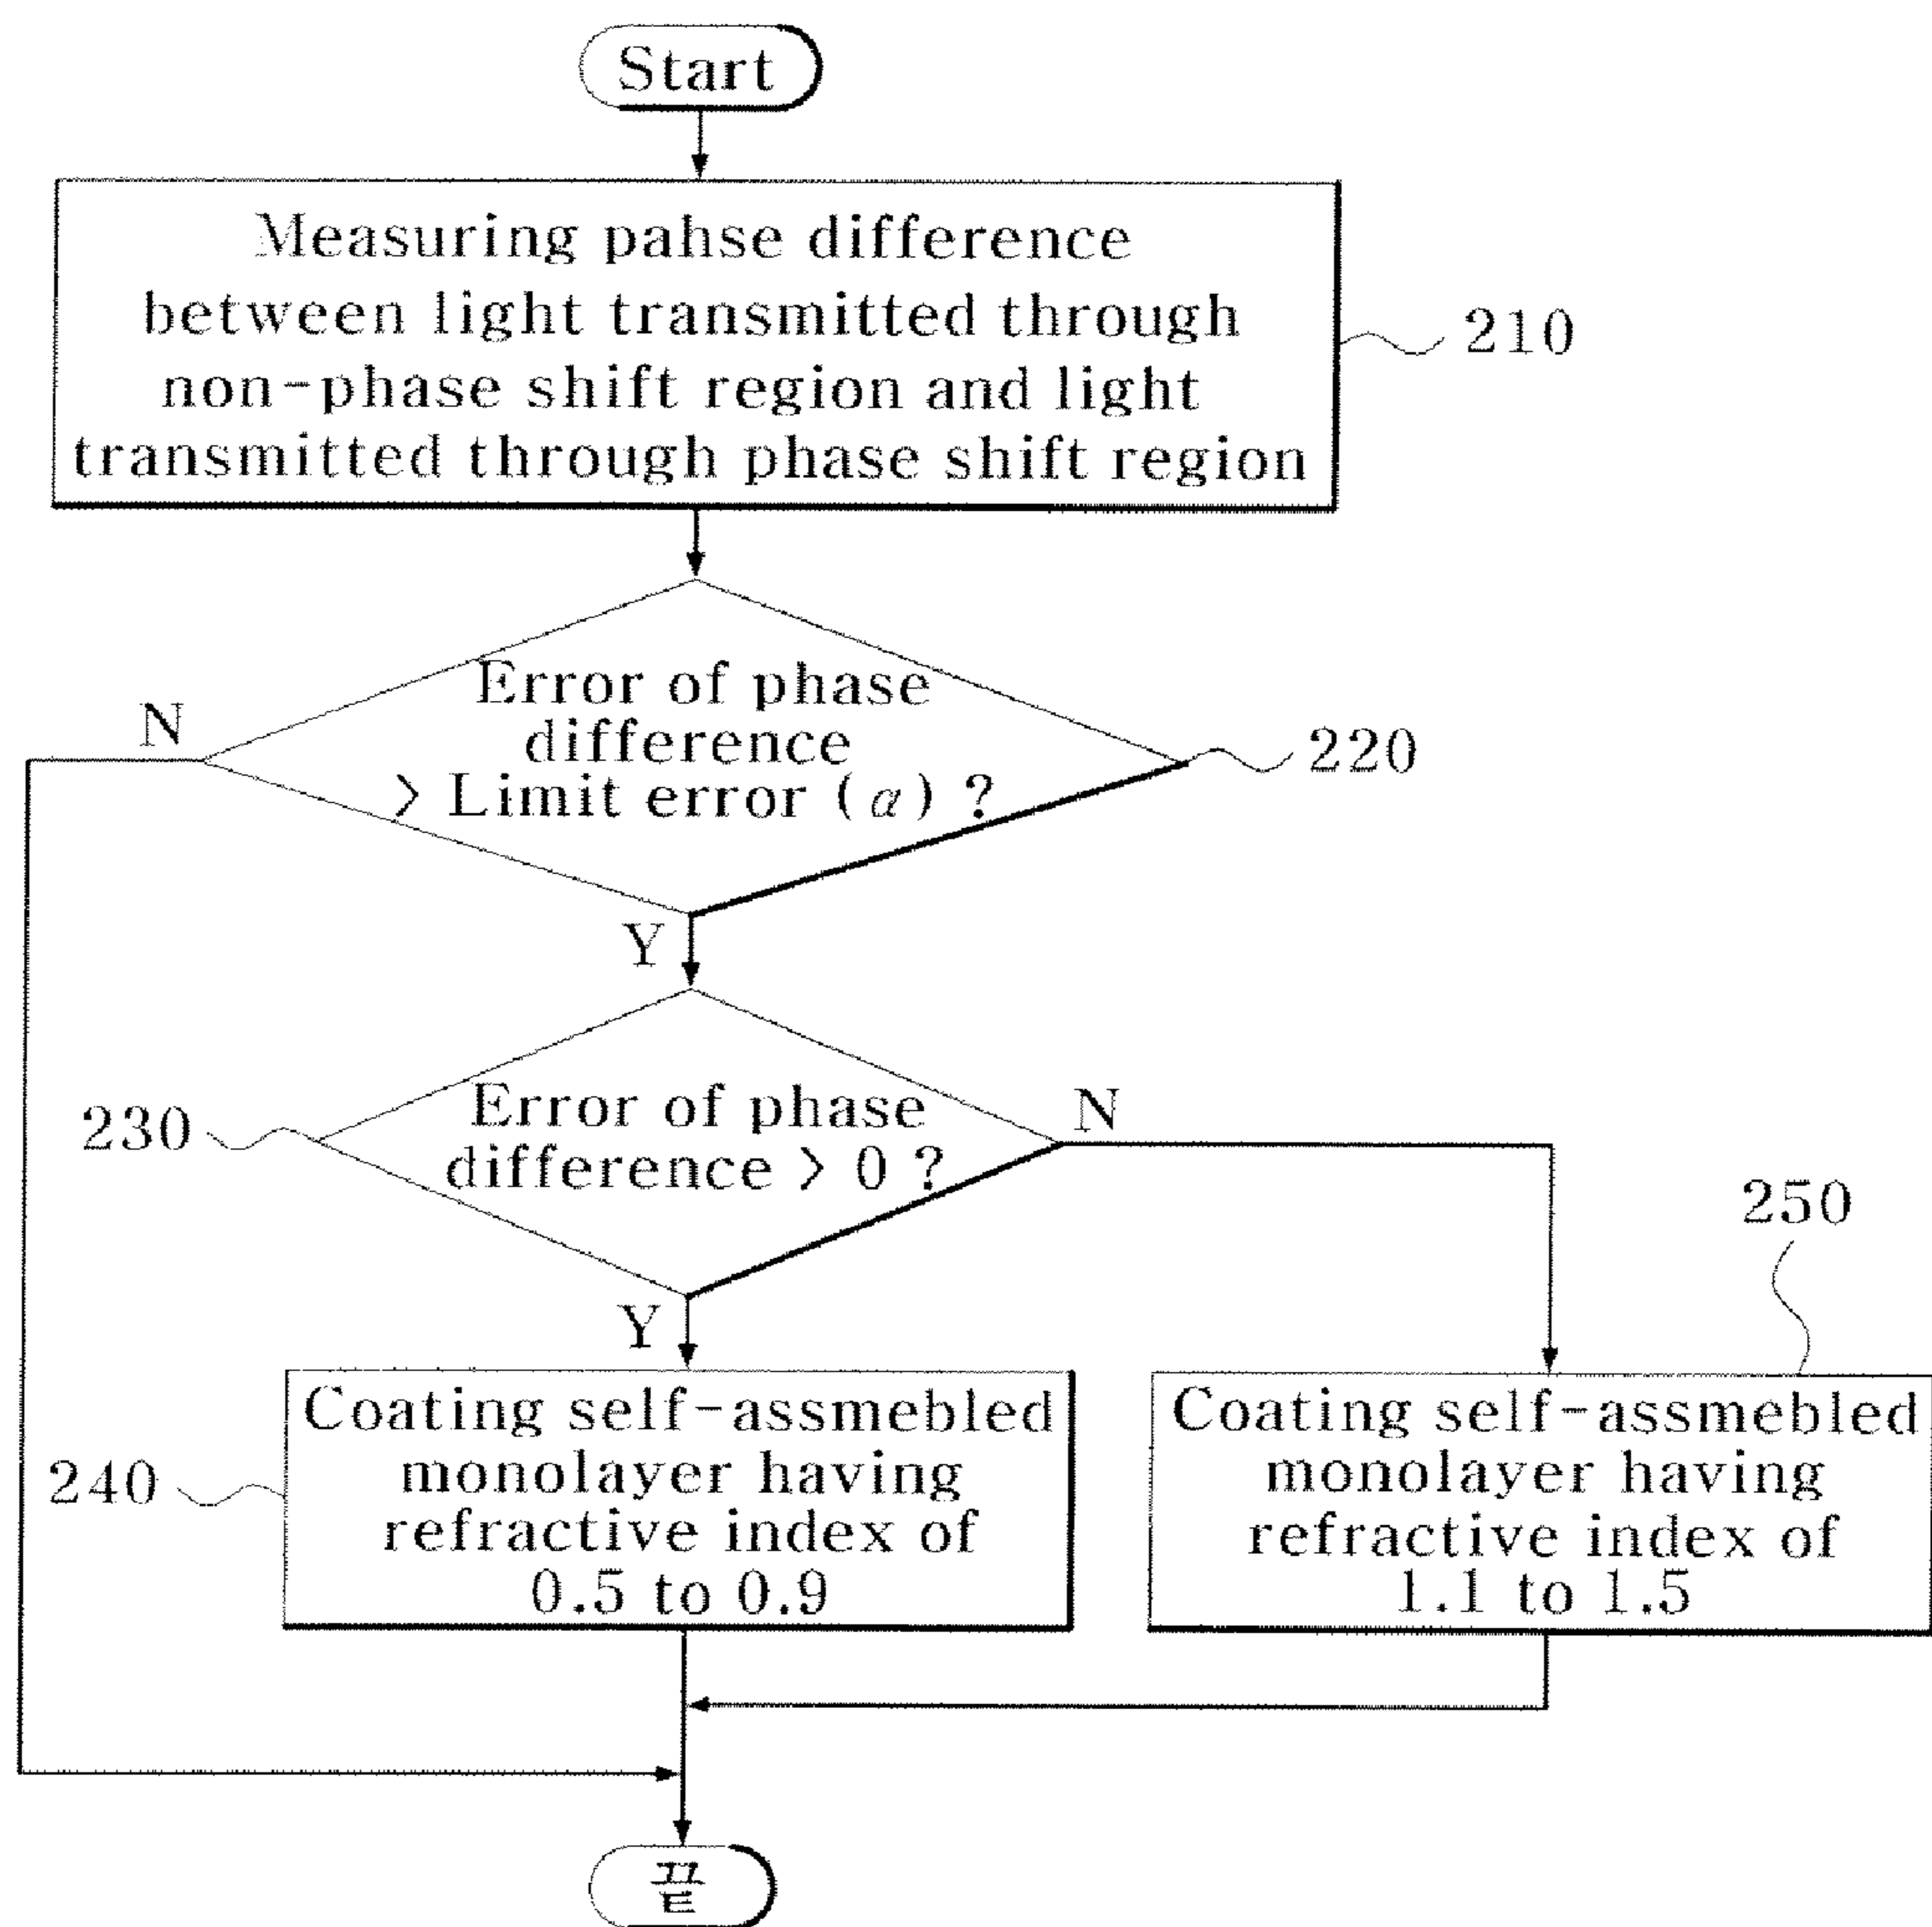 Start
Measuring pahse difference
between light transmitted through
non-phase shift region and light
transmitted through phase shift region
210
Error of phase
difference
> Limit error (α) ?
220
N
Y
Error of phase
difference > 0 ?
230
N
Y
250
Coating self-assmebled
monolayer having
refractive index of
0.5 to 0.9
240
Coating self-assmebled
monolayer having
refractive index of
1.1 to 1.5
끝